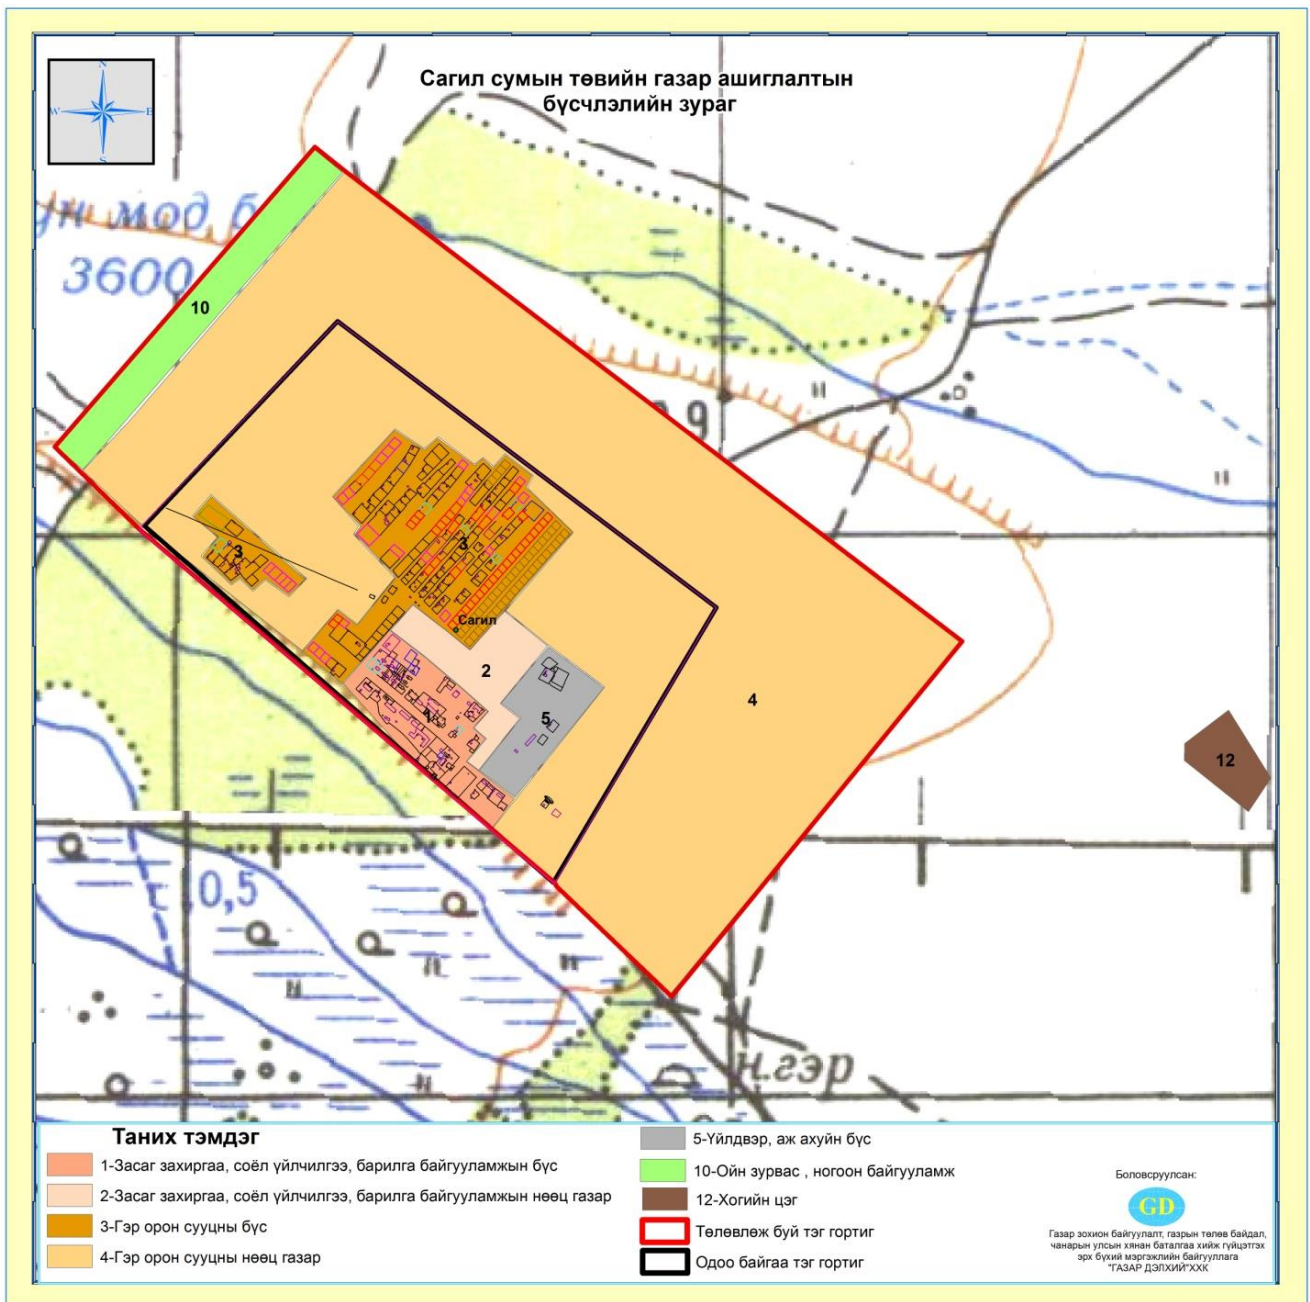 Сагил сумын төвийн газар ашиглалтын
бүсчлэлийн зураг
N
W
E
S
мод б
3600
10
9
3
3
Сагил
2
1
5
4
12
0,5
н.гэр
Таних тэмдэг
1-Засаг захиргаа, соёл үйлчилгээ, барилга байгууламжын бүс
2-Засаг захиргаа, соёл үйлчилгээ, барилга байгууламжын нөөц газар
3-Гэр орон сууцны бүс
4-Гэр орон сууцны нөөц газар
5-Үйлдвэр, аж ахуйн бүс
10-Ойн зурвас , ногоон байгууламж
12-Хогийн цэг
Төлөвлөж буй тэг гортиг
Одоо байгаа тэг гортиг
Боловсруулсан:
GD
Газар зохион байгуулалт, газрын төлөв байдал,
чанарын улсын хянан баталгаа хийж гүйцэтгэх
эрх бүхий мэргэжлийн байгууллага
"ГАЗАР ДЭЛХИЙ"ХХК